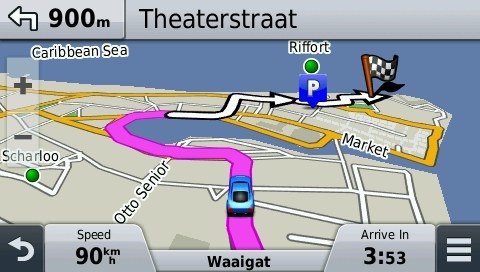 900m
Theaterstraat
Caribbean Sea
Riffort
P
+
−
Market
Scharloo
Otto Senior
Speed
90 km/h
Waaigat
Arrive In
3:53